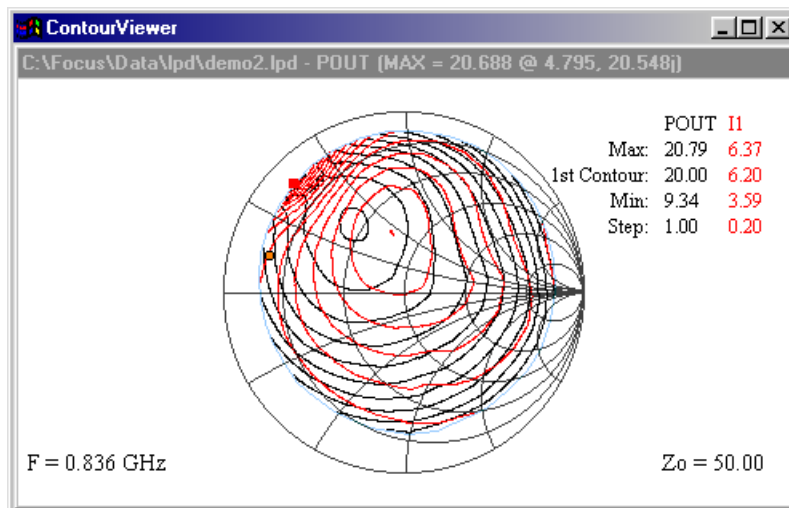 ContourViewer
C:\Focus\Data\lpd\demo2.lpd - POUT (MAX = 20.688 @ 4.795, 20.548j)
POUT I1
Max: 20.79 6.37
1st Contour: 20.00 6.20
Min: 9.34 3.59
Step: 1.00 0.20
F = 0.836 GHz
Zo = 50.00